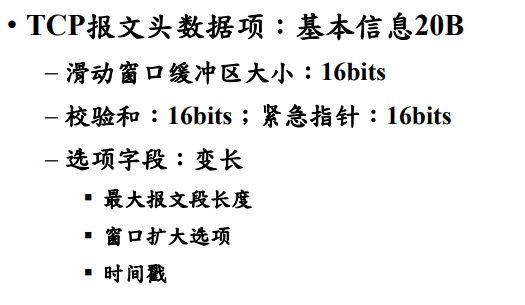 • TCP报文头数据项：基本信息20B
– 滑动窗口缓冲区大小：16bits
– 校验和：16bits；紧急指针：16bits
– 选项字段：变长
▪ 最大报文段长度
▪ 窗口扩大选项
▪ 时间戳